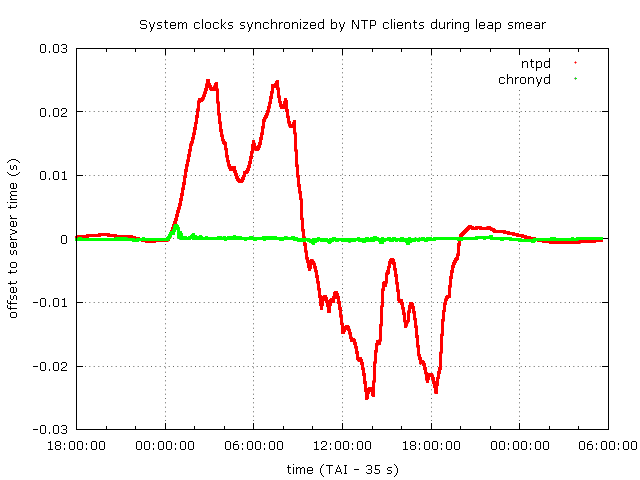 System clocks synchronized by NTP clients during leap smear
0.03
ntpd
chronyd
0.02
0.01
0
-0.01
-0.02
-0.03
offset to server time (s)
18:00:00 00:00:00 06:00:00 12:00:00 18:00:00 00:00:00 06:00:00
time (TAI - 35 s)